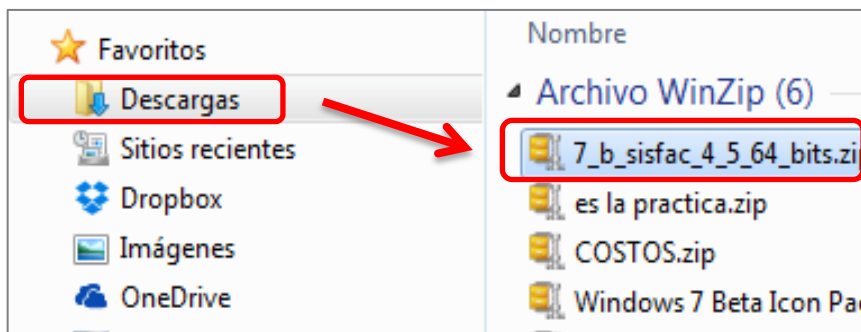 Favoritos
Descargas
Sitios recientes
Dropbox
Imágenes
OneDrive
Nombre
Archivo WinZip (6)
7_b_sisfac_4_5_64_bits.zip
es la practica.zip
COSTOS.zip
Windows 7 Beta Icon